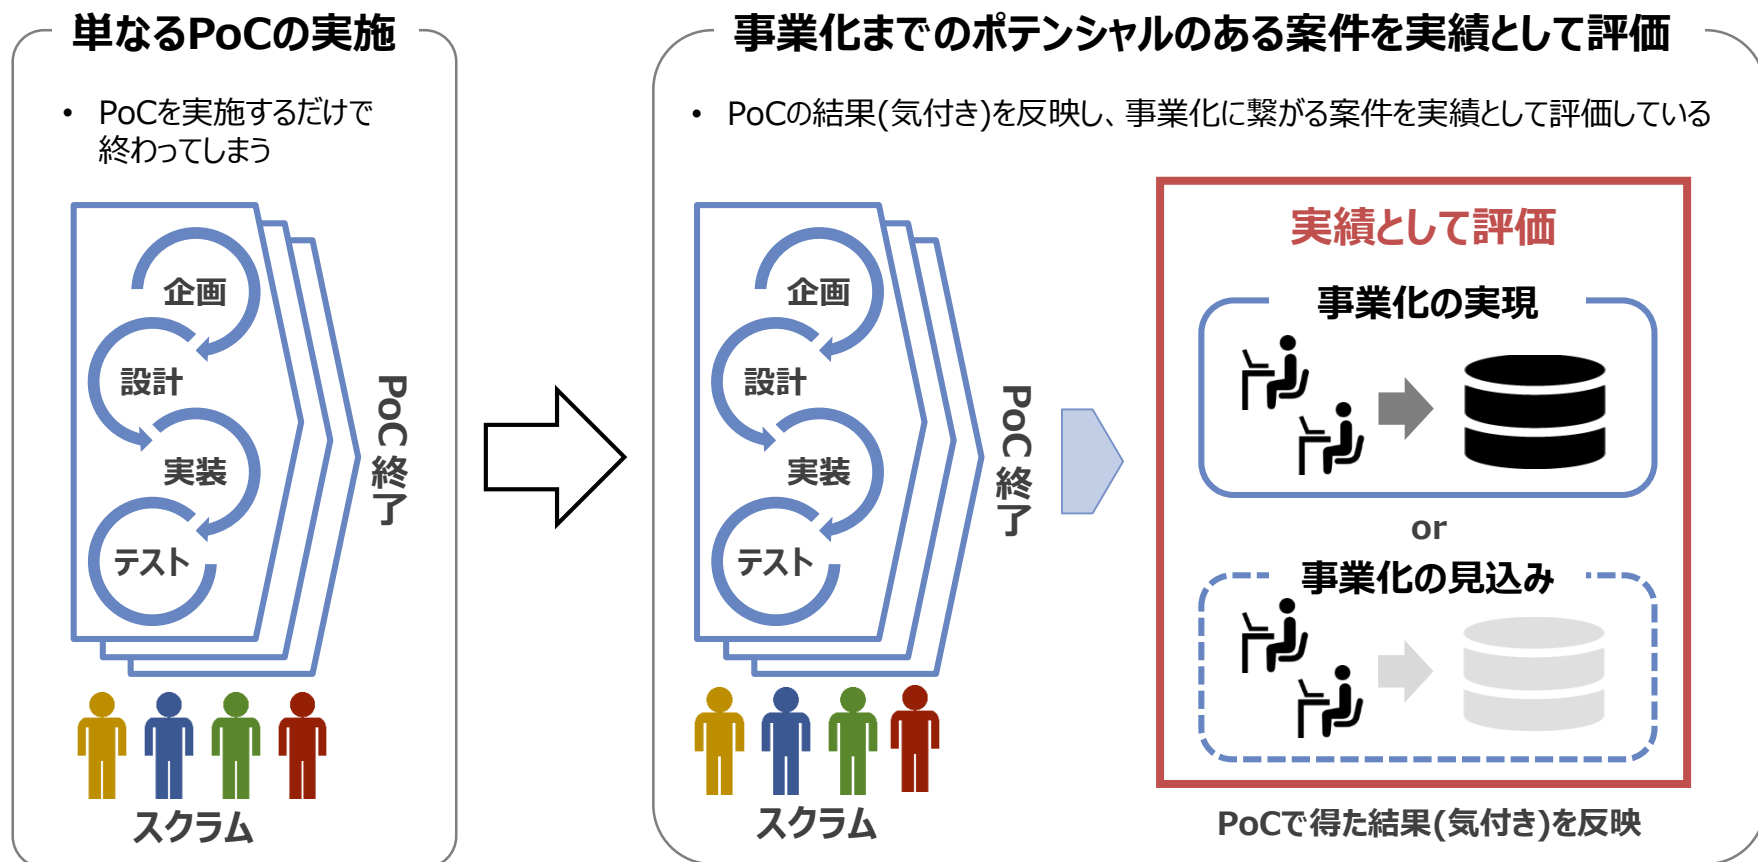 単なるPoCの実施
• PoCを実施するだけで
終わってしまう
企画
設計
実装
テスト
PoC終了
スクラム
事業化までのポテンシャルのある案件を実績として評価
• PoCの結果(気付き)を反映し、事業化に繋がる案件を実績として評価している
企画
設計
実装
テスト
PoC終了
スクラム
実績として評価
事業化の実現
or
事業化の見込み
PoCで得た結果(気付き)を反映